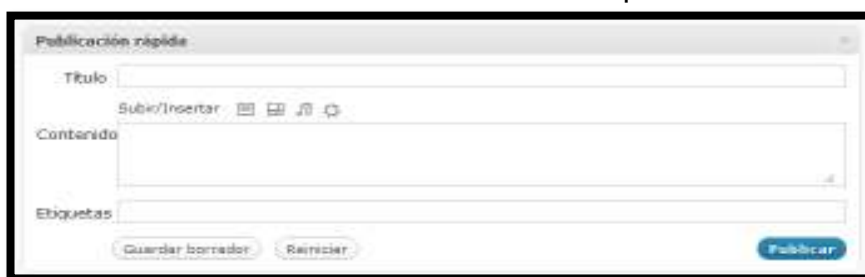 Publicación rápida
Título
Subir/Insertar
Contenido
Etiquetas
Guardar borrador Reiniciar Publicar